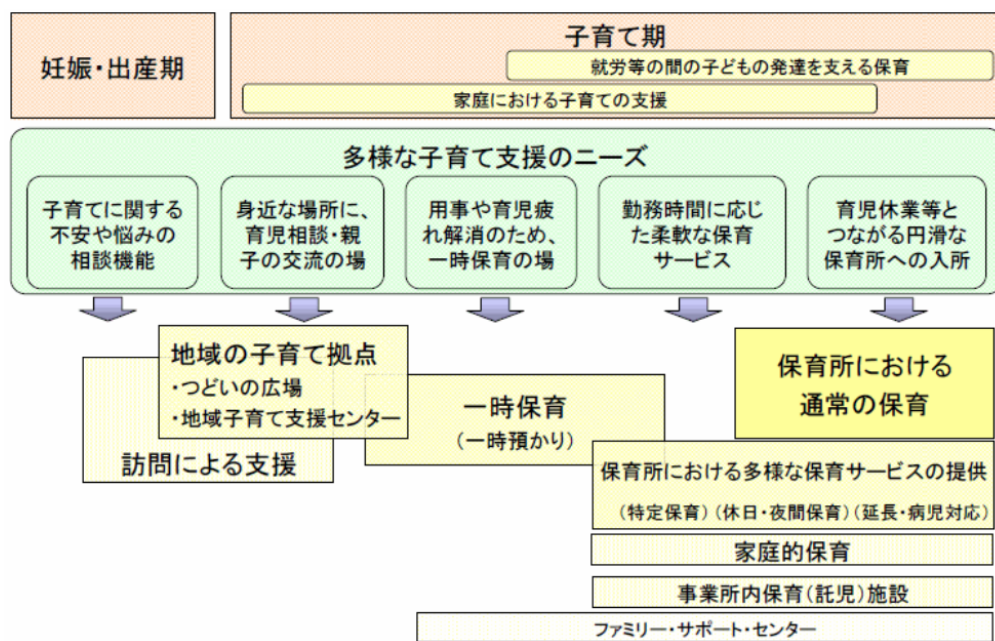 妊娠・出産期
子育て期
就労等の間の子どもの発達を支える保育
家庭における子育ての支援
多様な子育て支援のニーズ
子育てに関する
不安や悩みの
相談機能
身近な場所に、
育児相談・親
子の交流の場
用事や育児疲
れ解消のため、
一時保育の場
勤務時間に応じ
た柔軟な保育
サービス
育児休業等と
つながる円滑な
保育所への入所
地域の子育て拠点
・つどいの広場
・地域子育て支援センター
訪問による支援
一時保育
(一時預かり)
保育所における
通常の保育
保育所における多様な保育サービスの提供
(特定保育)(休日・夜間保育)(延長・病児対応)
家庭的保育
事業所内保育(託児)施設
ファミリー・サポート・センター